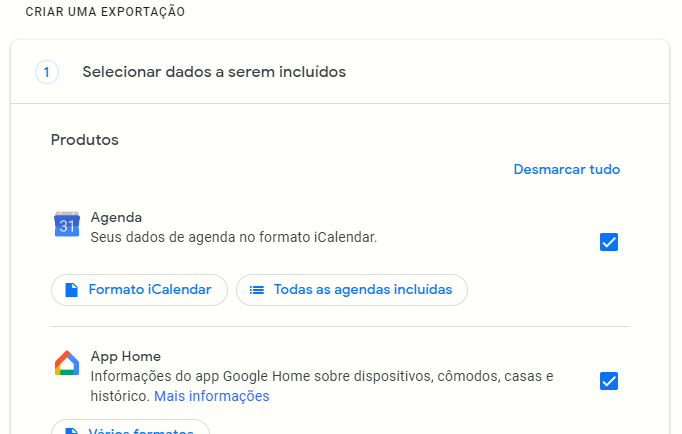 CRIAR UMA EXPORTAÇÃO
1 Selecionar dados a serem incluídos
Produtos
Desmarcar tudo
31 Agenda
Seus dados de agenda no formato iCalendar.
Formato iCalendar Todas as agendas incluídas
App Home
Informações do app Google Home sobre dispositivos, cômodos, casas e
histórico. Mais informações
Vários formatos